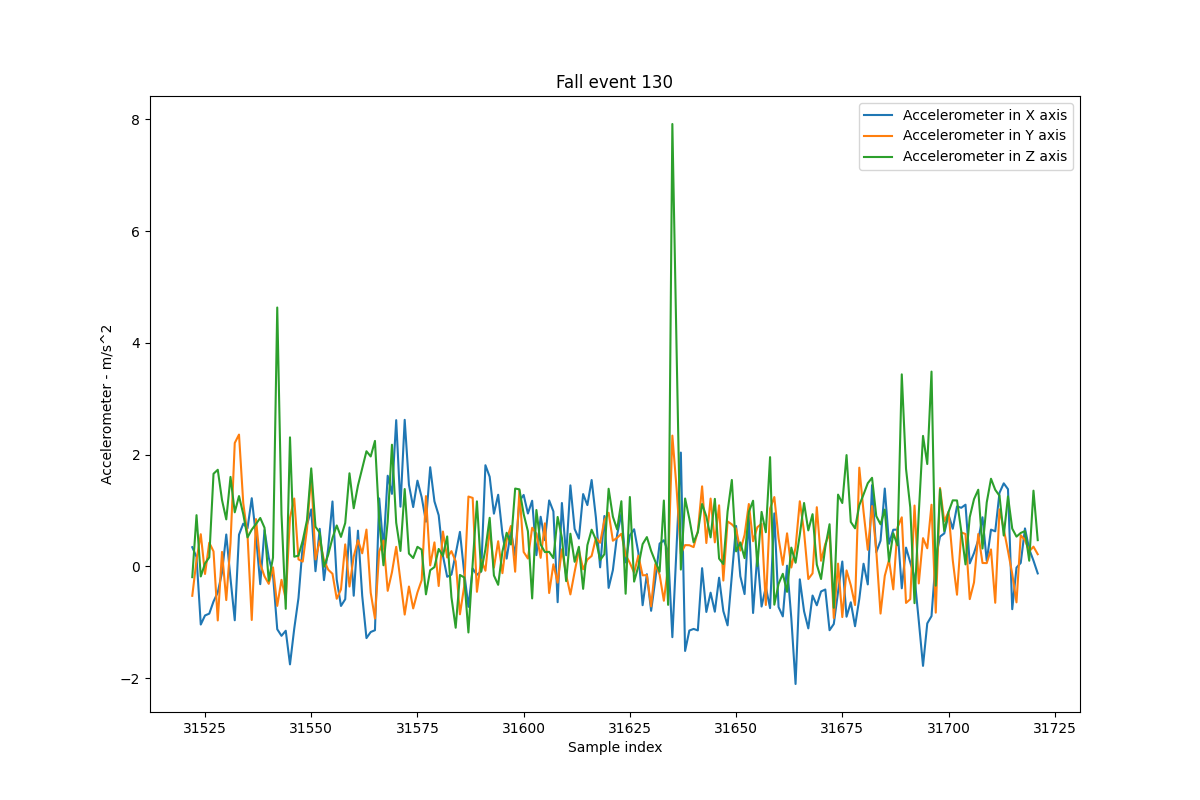 Fall event 130
Accelerometer in X axis
Accelerometer in Y axis
Accelerometer in Z axis
Accelerometer - m/s^2
8
6
4
2
0
−2
31525 31550 31575 31600 31625 31650 31675 31700 31725
Sample index